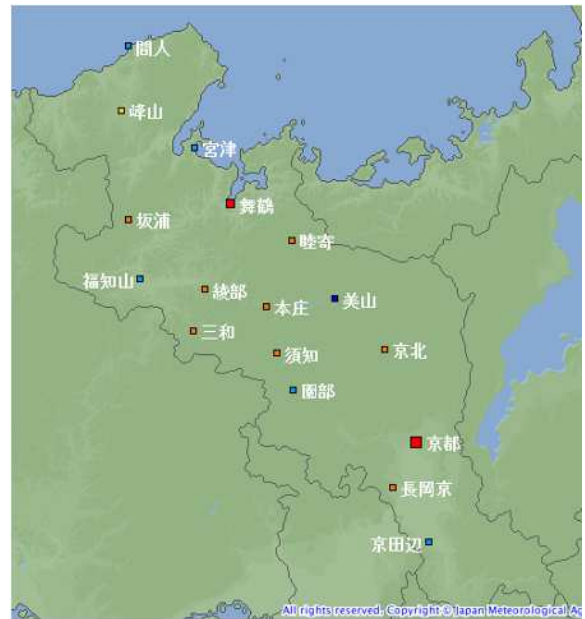 間人
峰山
宮津
舞鶴
坂浦
睦寄
福知山
綾部
本庄
美山
三和
須知
京北
園部
京都
長岡京
京田辺
All rights reserved. Copyright © Japan Meteorological Ag